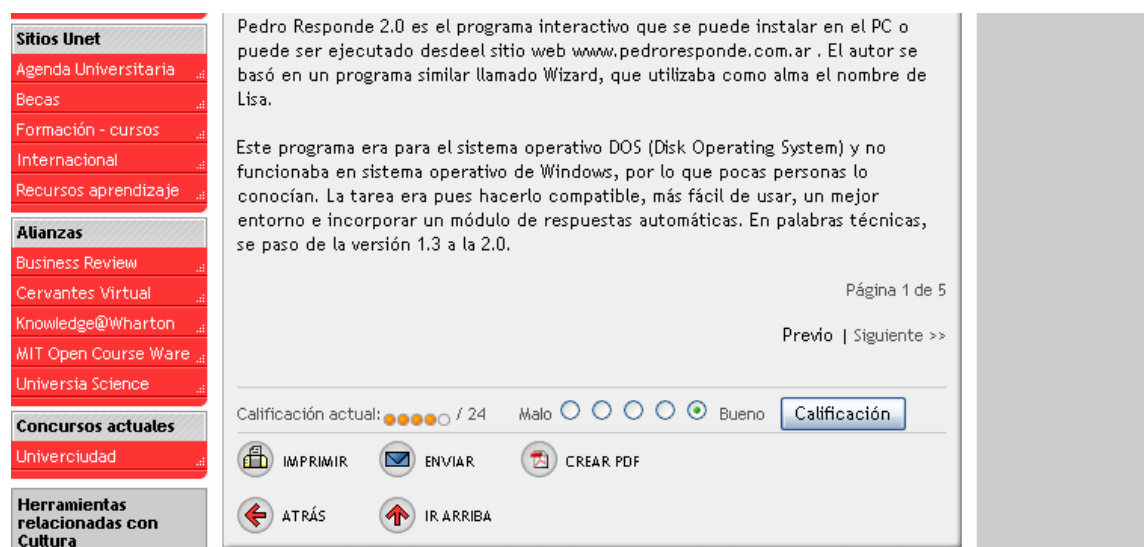 Sitios Unet
Agenda Universitaria
Becas
Formación - cursos
Internacional
Recursos aprendizaje
Alianzas
Business Review
Cervantes Virtual
Knowledge@Wharton
MIT Open Course Ware
Universia Science
Concursos actuales
Univerciudad
Herramientas
relacionadas con
Cultura
Pedro Responde 2.0 es el programa interactivo que se puede instalar en el PC o
puede ser ejecutado desdeel sitio web www.pedroresponde.com.ar . El autor se
basó en un programa similar llamado Wizard, que utilizaba como alma el nombre de
Lisa.
Este programa era para el sistema operativo DOS (Disk Operating System) y no
funcionaba en sistema operativo de Windows, por lo que pocas personas lo
conocían. La tarea era pues hacerlo compatible, más fácil de usar, un mejor
entorno e incorporar un módulo de respuestas automáticas. En palabras técnicas,
se paso de la versión 1.3 a la 2.0.
Página 1 de 5
Previo | Siguiente >>
Calificación actual: / 24 Malo Bueno Calificación
IMPRIMIR ENVIAR CREAR PDF
ATRÁS IR ARRIBA